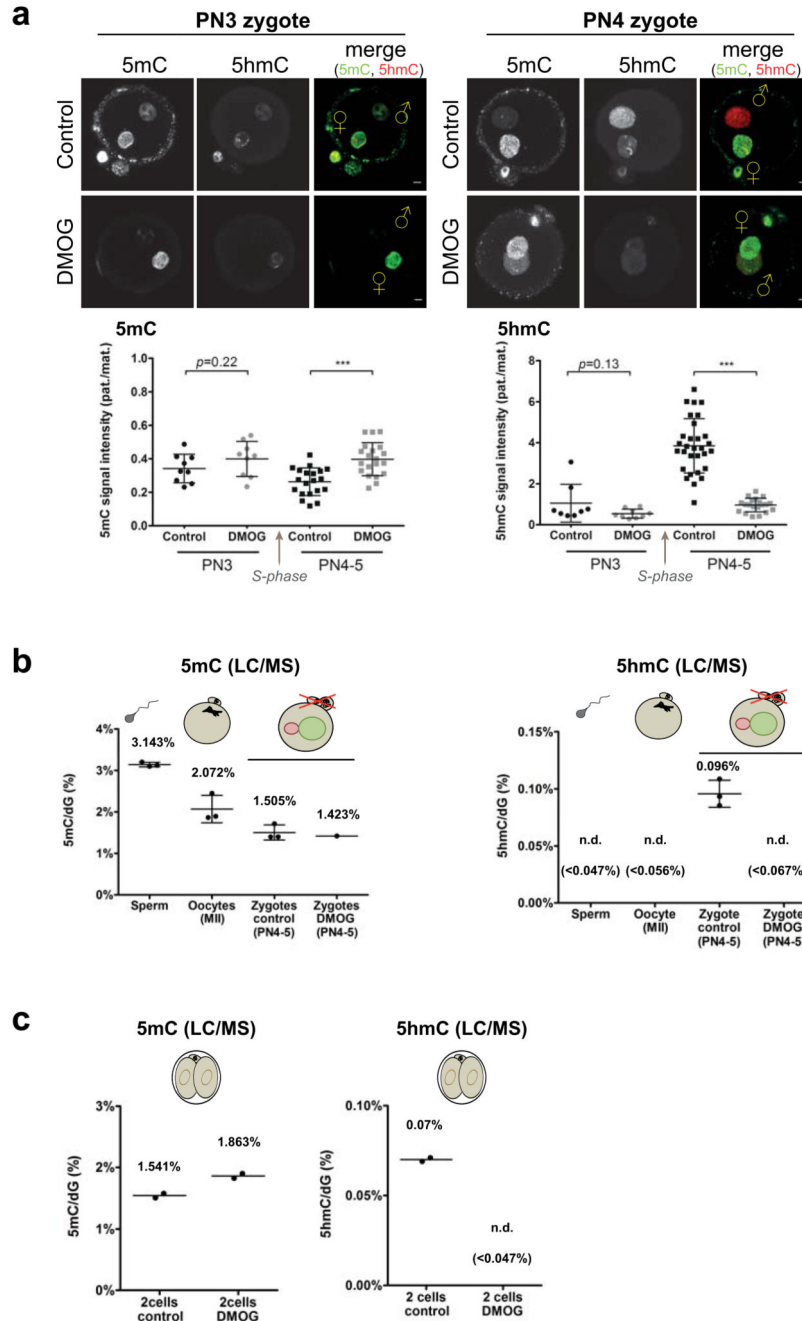 a
PN3 zygote
PN4 zygote
5mC 5hmC merge
(5mC, 5hmC)
5mC 5hmC merge
(5mC, 5hmC)
Control
♀ ♂
Control
♂
♀
DMOG
♂
♀
DMOG
♀
♂
5mC
5mC signal intensity (pat./mat.)
1.0
0.8
0.6
0.4
0.2
0.0
p=0.22
***
Control DMOG Control DMOG
PN3 PN4-5
S-phase
5hmC
5hmC signal intensity (pat./mat.)
8
6
4
2
0
p=0.13
***
Control DMOG Control DMOG
PN3 PN4-5
S-phase
b
5mC (LC/MS)
5mC/dG (%)
4%
3%
2%
1%
0%
3.143%
2.072%
1.505%
1.423%
Sperm
Oocytes
(MII)
Zygotes
control
(PN4-5)
Zygotes
DMOG
(PN4-5)
5hmC (LC/MS)
5hmC/dG (%)
0.15%
0.10%
0.05%
0.00%
n.d.
(<0.047%)
n.d.
(<0.056%)
0.096%
n.d.
(<0.067%)
Sperm
Oocyte
(MII)
Zygote
control
(PN4-5)
Zygote
DMOG
(PN4-5)
c
5mC (LC/MS)
5mC/dG (%)
3%
2%
1%
0%
1.541%
1.863%
2cells
control
2cells
DMOG
5hmC (LC/MS)
5hmC/dG (%)
0.10%
0.05%
0.00%
0.07%
n.d.
(<0.047%)
2 cells
control
2 cells
DMOG